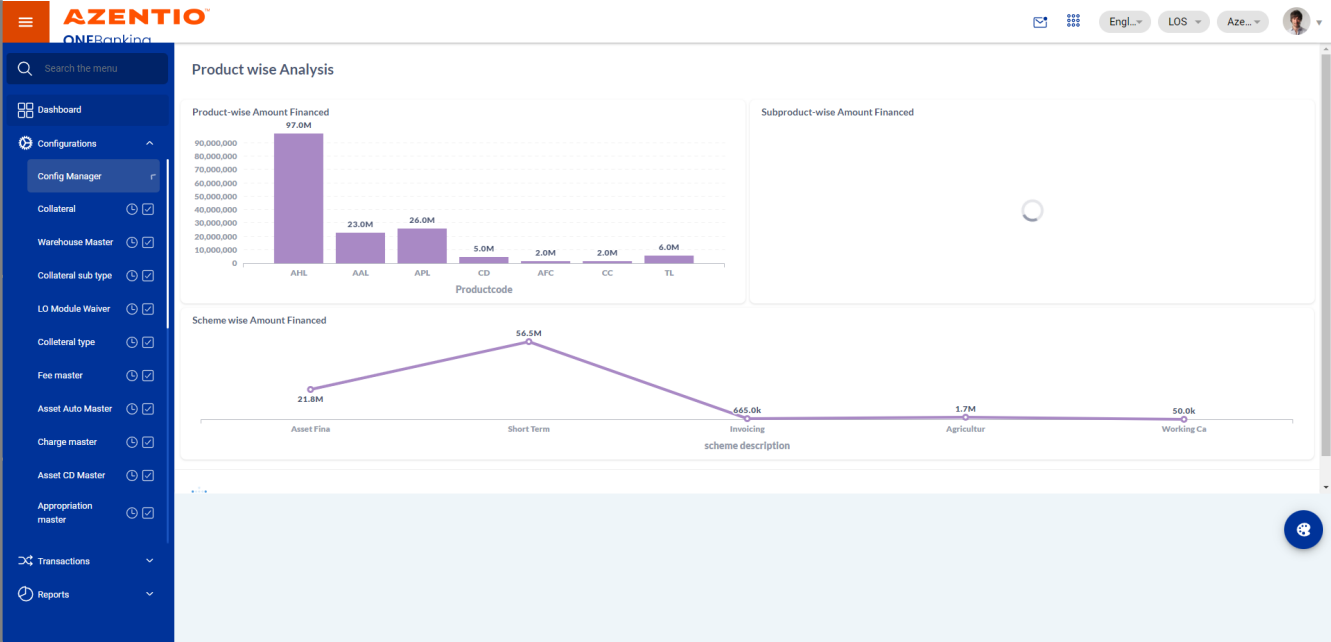 AZENTIO
ONEBanking
Engl...
LOS
Aze...
Search the menu
Dashboard
Configurations
Config Manager
Collateral
Warehouse Master
Collateral sub type
LO Module Waiver
Colleteral type
Fee master
Asset Auto Master
Charge master
Asset CD Master
Appropriation
master
Transactions
Reports
Product wise Analysis
Product-wise Amount Financed
97.0M
90,000,000
80,000,000
70,000,000
60,000,000
50,000,000
40,000,000
30,000,000
20,000,000
10,000,000
0
23.0M
26.0M
5.0M
2.0M
2.0M
6.0M
AHL
AAL
APL
CD
AFC
CC
TL
Productcode
Subproduct-wise Amount Financed
Scheme wise Amount Financed
21.8M
56.5M
665.0k
1.7M
50.0k
Asset Fina
Short Term
Invoicing
Agricultur
Working Ca
scheme description